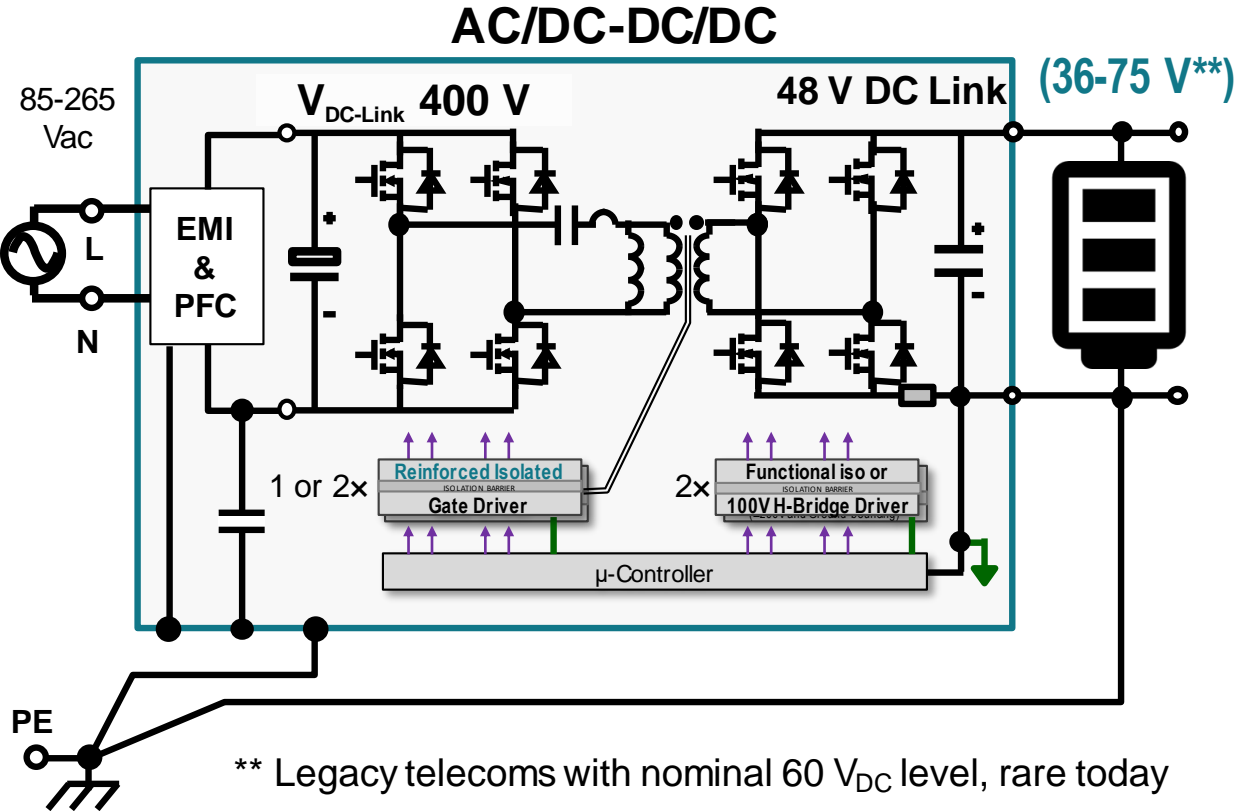 AC/DC-DC/DC
(36-75 V**)
85-265
Vac
VDC-Link 400 V
48 V DC Link
L
EMI
&
PFC
N
+
-
+
-
1 or 2×
Reinforced Isolated
ISOLATION BARRIER
Gate Driver
2×
Functional iso or
ISOLATION BARRIER
100V H-Bridge Driver
µ-Controller
PE
** Legacy telecoms with nominal 60 VDC level, rare today